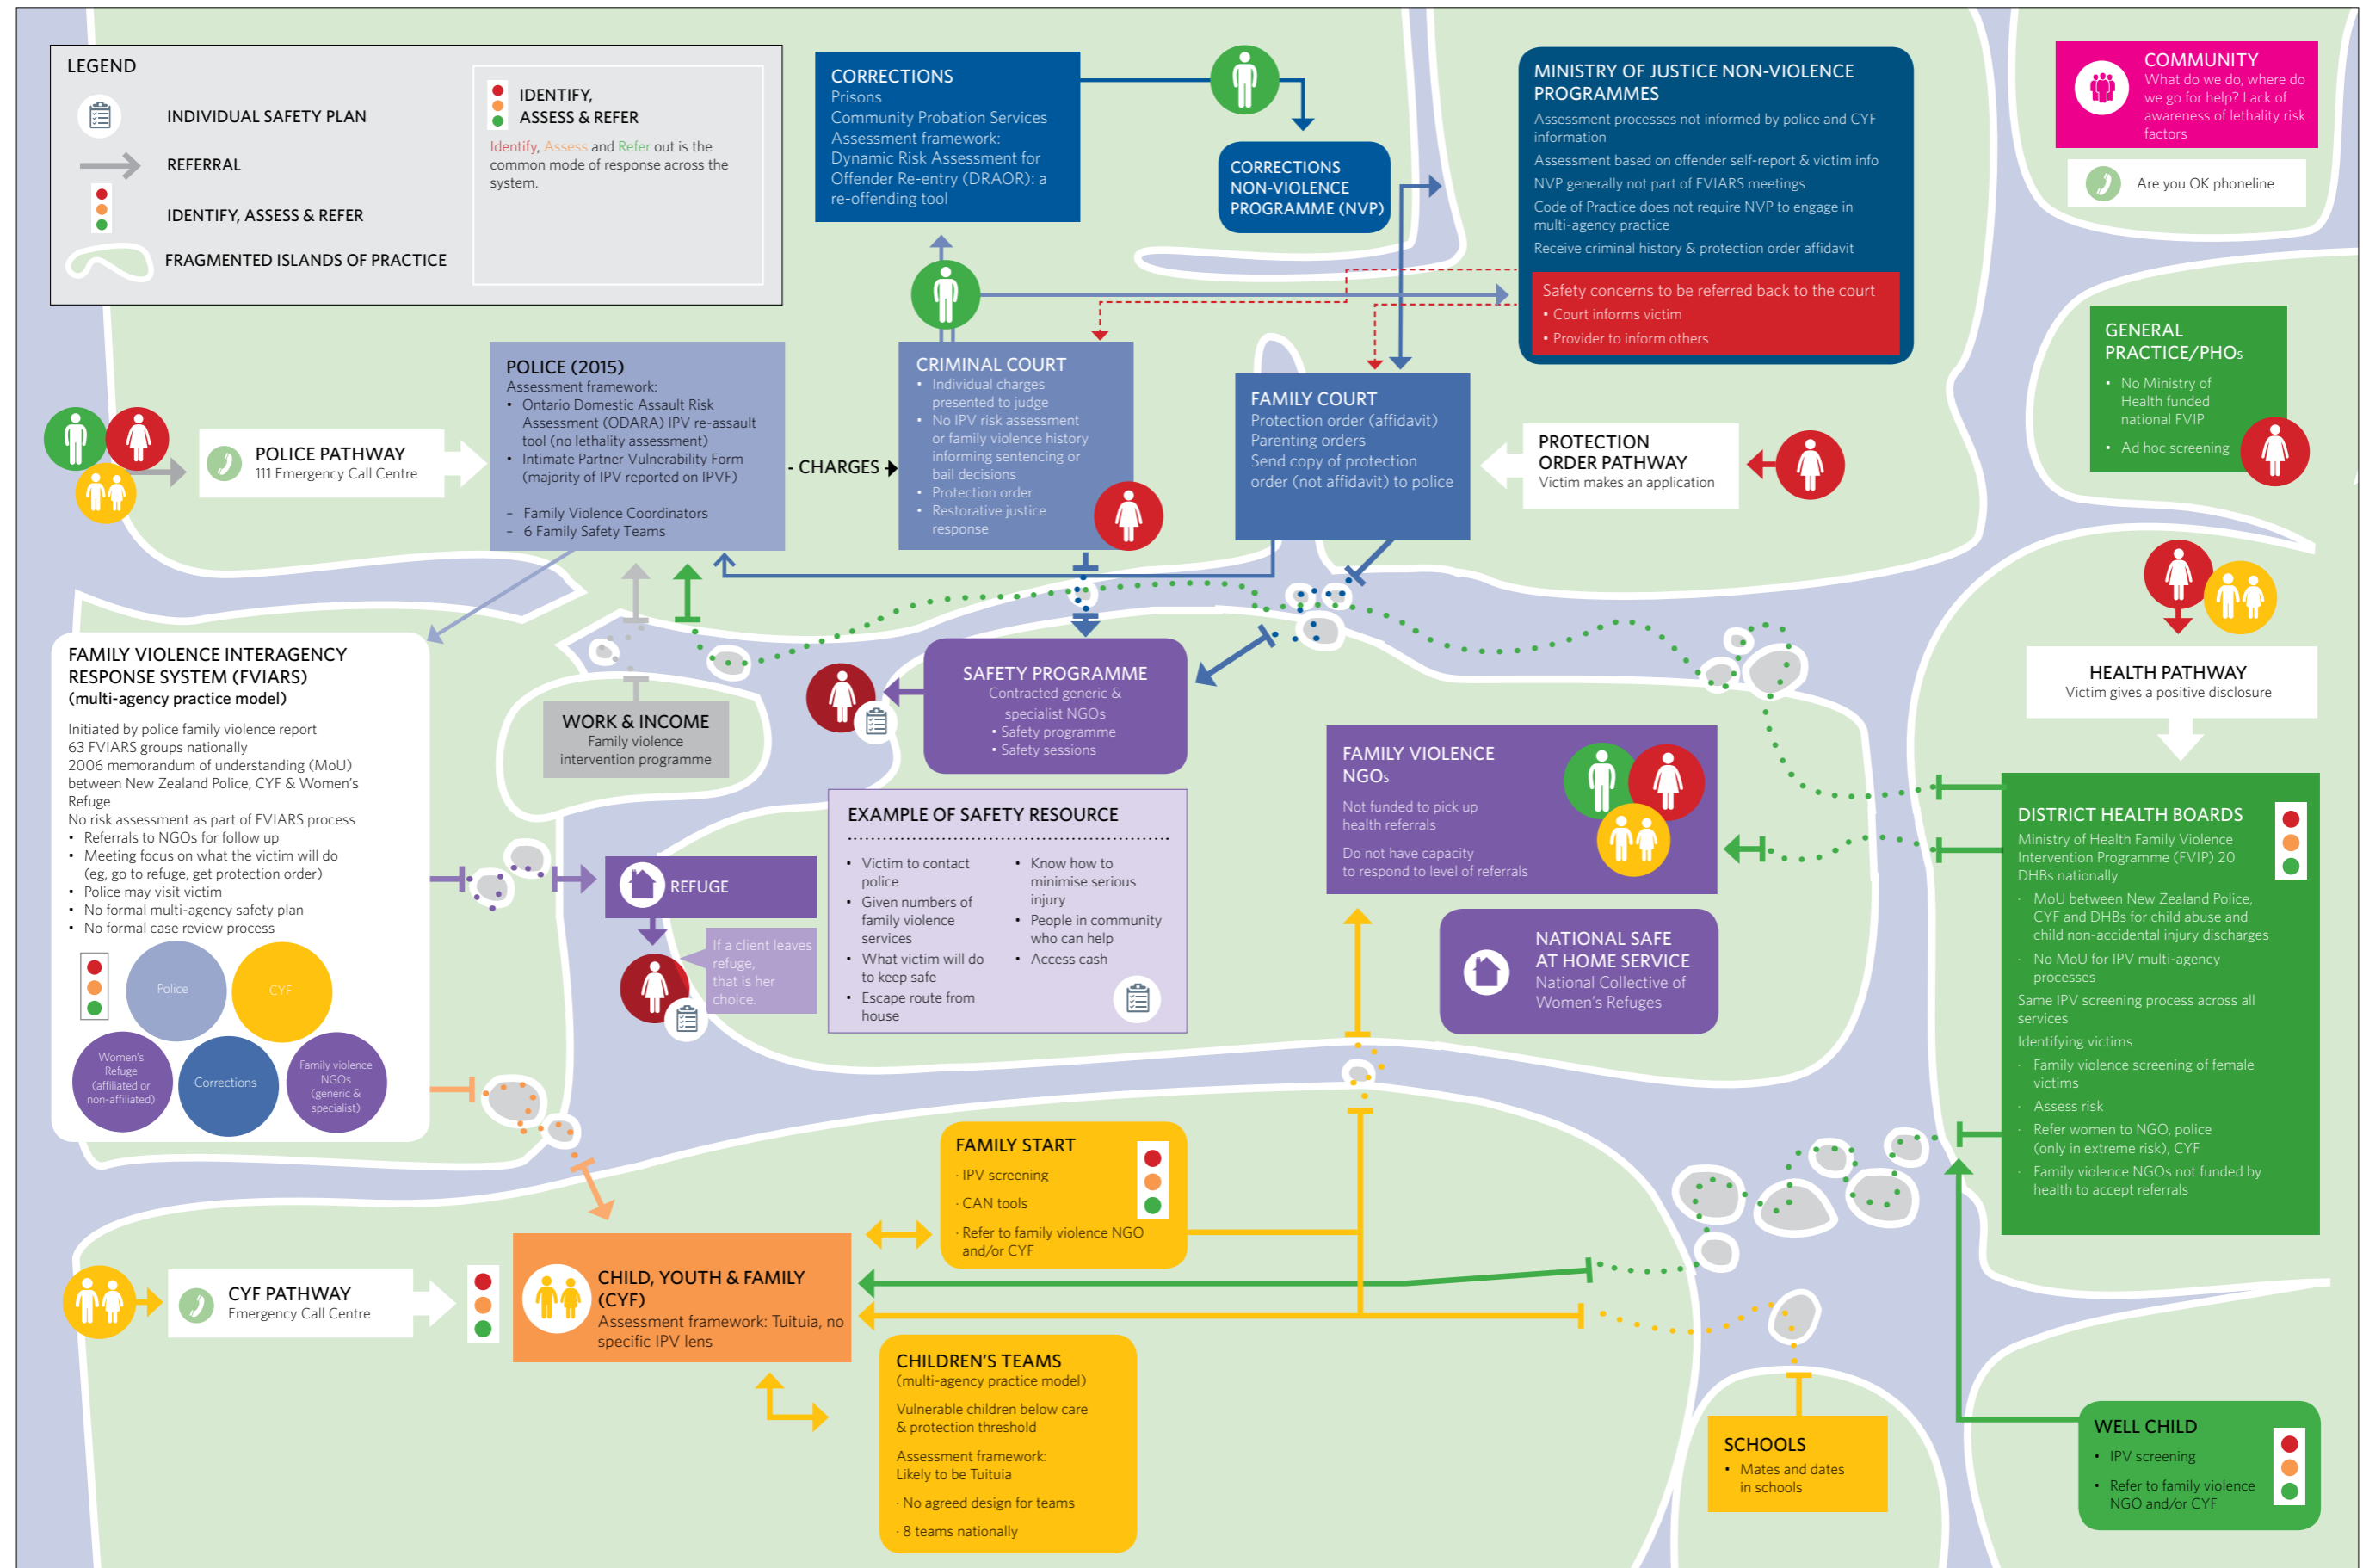 LEGEND
INDIVIDUAL SAFETY PLAN
REFERRAL
IDENTIFY, ASSESS & REFER
FRAGMENTED ISLANDS OF PRACTICE
IDENTIFY,
ASSESS & REFER
Identify, Assess and Refer out is the
common mode of response across the
system.
CORRECTIONS
Prisons
Community Probation Services
Assessment framework:
Dynamic Risk Assessment for
Offender Re-entry (DRAOR): a
re-offending tool
CORRECTIONS
NON-VIOLENCE
PROGRAMME (NVP)
MINISTRY OF JUSTICE NON-VIOLENCE
PROGRAMMES
Assessment processes not informed by police and CYF
information
Assessment based on offender self-report & victim info
NVP generally not part of FVIARS meetings
Code of Practice does not require NVP to engage in
multi-agency practice
Receive criminal history & protection order affidavit
Safety concerns to be referred back to the court
• Court informs victim
• Provider to inform others
COMMUNITY
What do we do, where do
we go for help? Lack of
awareness of lethality risk
factors
Are you OK phoneline
GENERAL
PRACTICE/PHOs
• No Ministry of
Health funded
national FVIP
• Ad hoc screening
POLICE PATHWAY
111 Emergency Call Centre
POLICE (2015)
Assessment framework:
• Ontario Domestic Assault Risk
Assessment (ODARA) IPV re-assault
tool (no lethality assessment)
• Intimate Partner Vulnerability Form
(majority of IPV reported on IPVF)
– Family Violence Coordinators
– 6 Family Safety Teams
- CHARGES
CRIMINAL COURT
• Individual charges
presented to judge
• No IPV risk assessment
or family violence history
informing sentencing or
bail decisions
• Protection order
• Restorative justice
response
FAMILY COURT
Protection order (affidavit)
Parenting orders
Send copy of protection
order (not affidavit) to police
PROTECTION
ORDER PATHWAY
Victim makes an application
HEALTH PATHWAY
Victim gives a positive disclosure
FAMILY VIOLENCE INTERAGENCY
RESPONSE SYSTEM (FVIARS)
(multi-agency practice model)
Initiated by police family violence report
63 FVIARS groups nationally
2006 memorandum of understanding (MoU)
between New Zealand Police, CYF & Women's
Refuge
No risk assessment as part of FVIARS process
• Referrals to NGOs for follow up
• Meeting focus on what the victim will do
(eg, go to refuge, get protection order)
• Police may visit victim
• No formal multi-agency safety plan
• No formal case review process
Police
CYF
Women's
Refuge
(affiliated or
non-affiliated)
Corrections
Family violence
NGOs
(generic &
specialist)
WORK & INCOME
Family violence
intervention programme
SAFETY PROGRAMME
Contracted generic &
specialist NGOs
• Safety programme
• Safety sessions
REFUGE
If a client leaves
refuge,
that is her
choice.
EXAMPLE OF SAFETY RESOURCE
• Victim to contact
police
• Given numbers of
family violence
services
• What victim will do
to keep safe
• Escape route from
house
• Know how to
minimise serious
injury
• People in community
who can help
• Access cash
FAMILY VIOLENCE
NGOs
Not funded to pick up
health referrals
Do not have capacity
to respond to level of referrals
NATIONAL SAFE
AT HOME SERVICE
National Collective of
Women's Refuges
DISTRICT HEALTH BOARDS
Ministry of Health Family Violence
Intervention Programme (FVIP) 20
DHBs nationally
· MoU between New Zealand Police,
CYF and DHBs for child abuse and
child non-accidental injury discharges
· No MoU for IPV multi-agency
processes
Same IPV screening process across all
services
Identifying victims
· Family violence screening of female
victims
· Assess risk
· Refer women to NGO, police
(only in extreme risk), CYF
· Family violence NGOs not funded by
health to accept referrals
FAMILY START
· IPV screening
· CAN tools
· Refer to family violence NGO
and/or CYF
CYF PATHWAY
Emergency Call Centre
CHILD, YOUTH & FAMILY
(CYF)
Assessment framework: Tuituia, no
specific IPV lens
CHILDREN'S TEAMS
(multi-agency practice model)
Vulnerable children below care
& protection threshold
Assessment framework:
Likely to be Tuituia
· No agreed design for teams
· 8 teams nationally
SCHOOLS
• Mates and dates
in schools
WELL CHILD
• IPV screening
• Refer to family violence
NGO and/or CYF